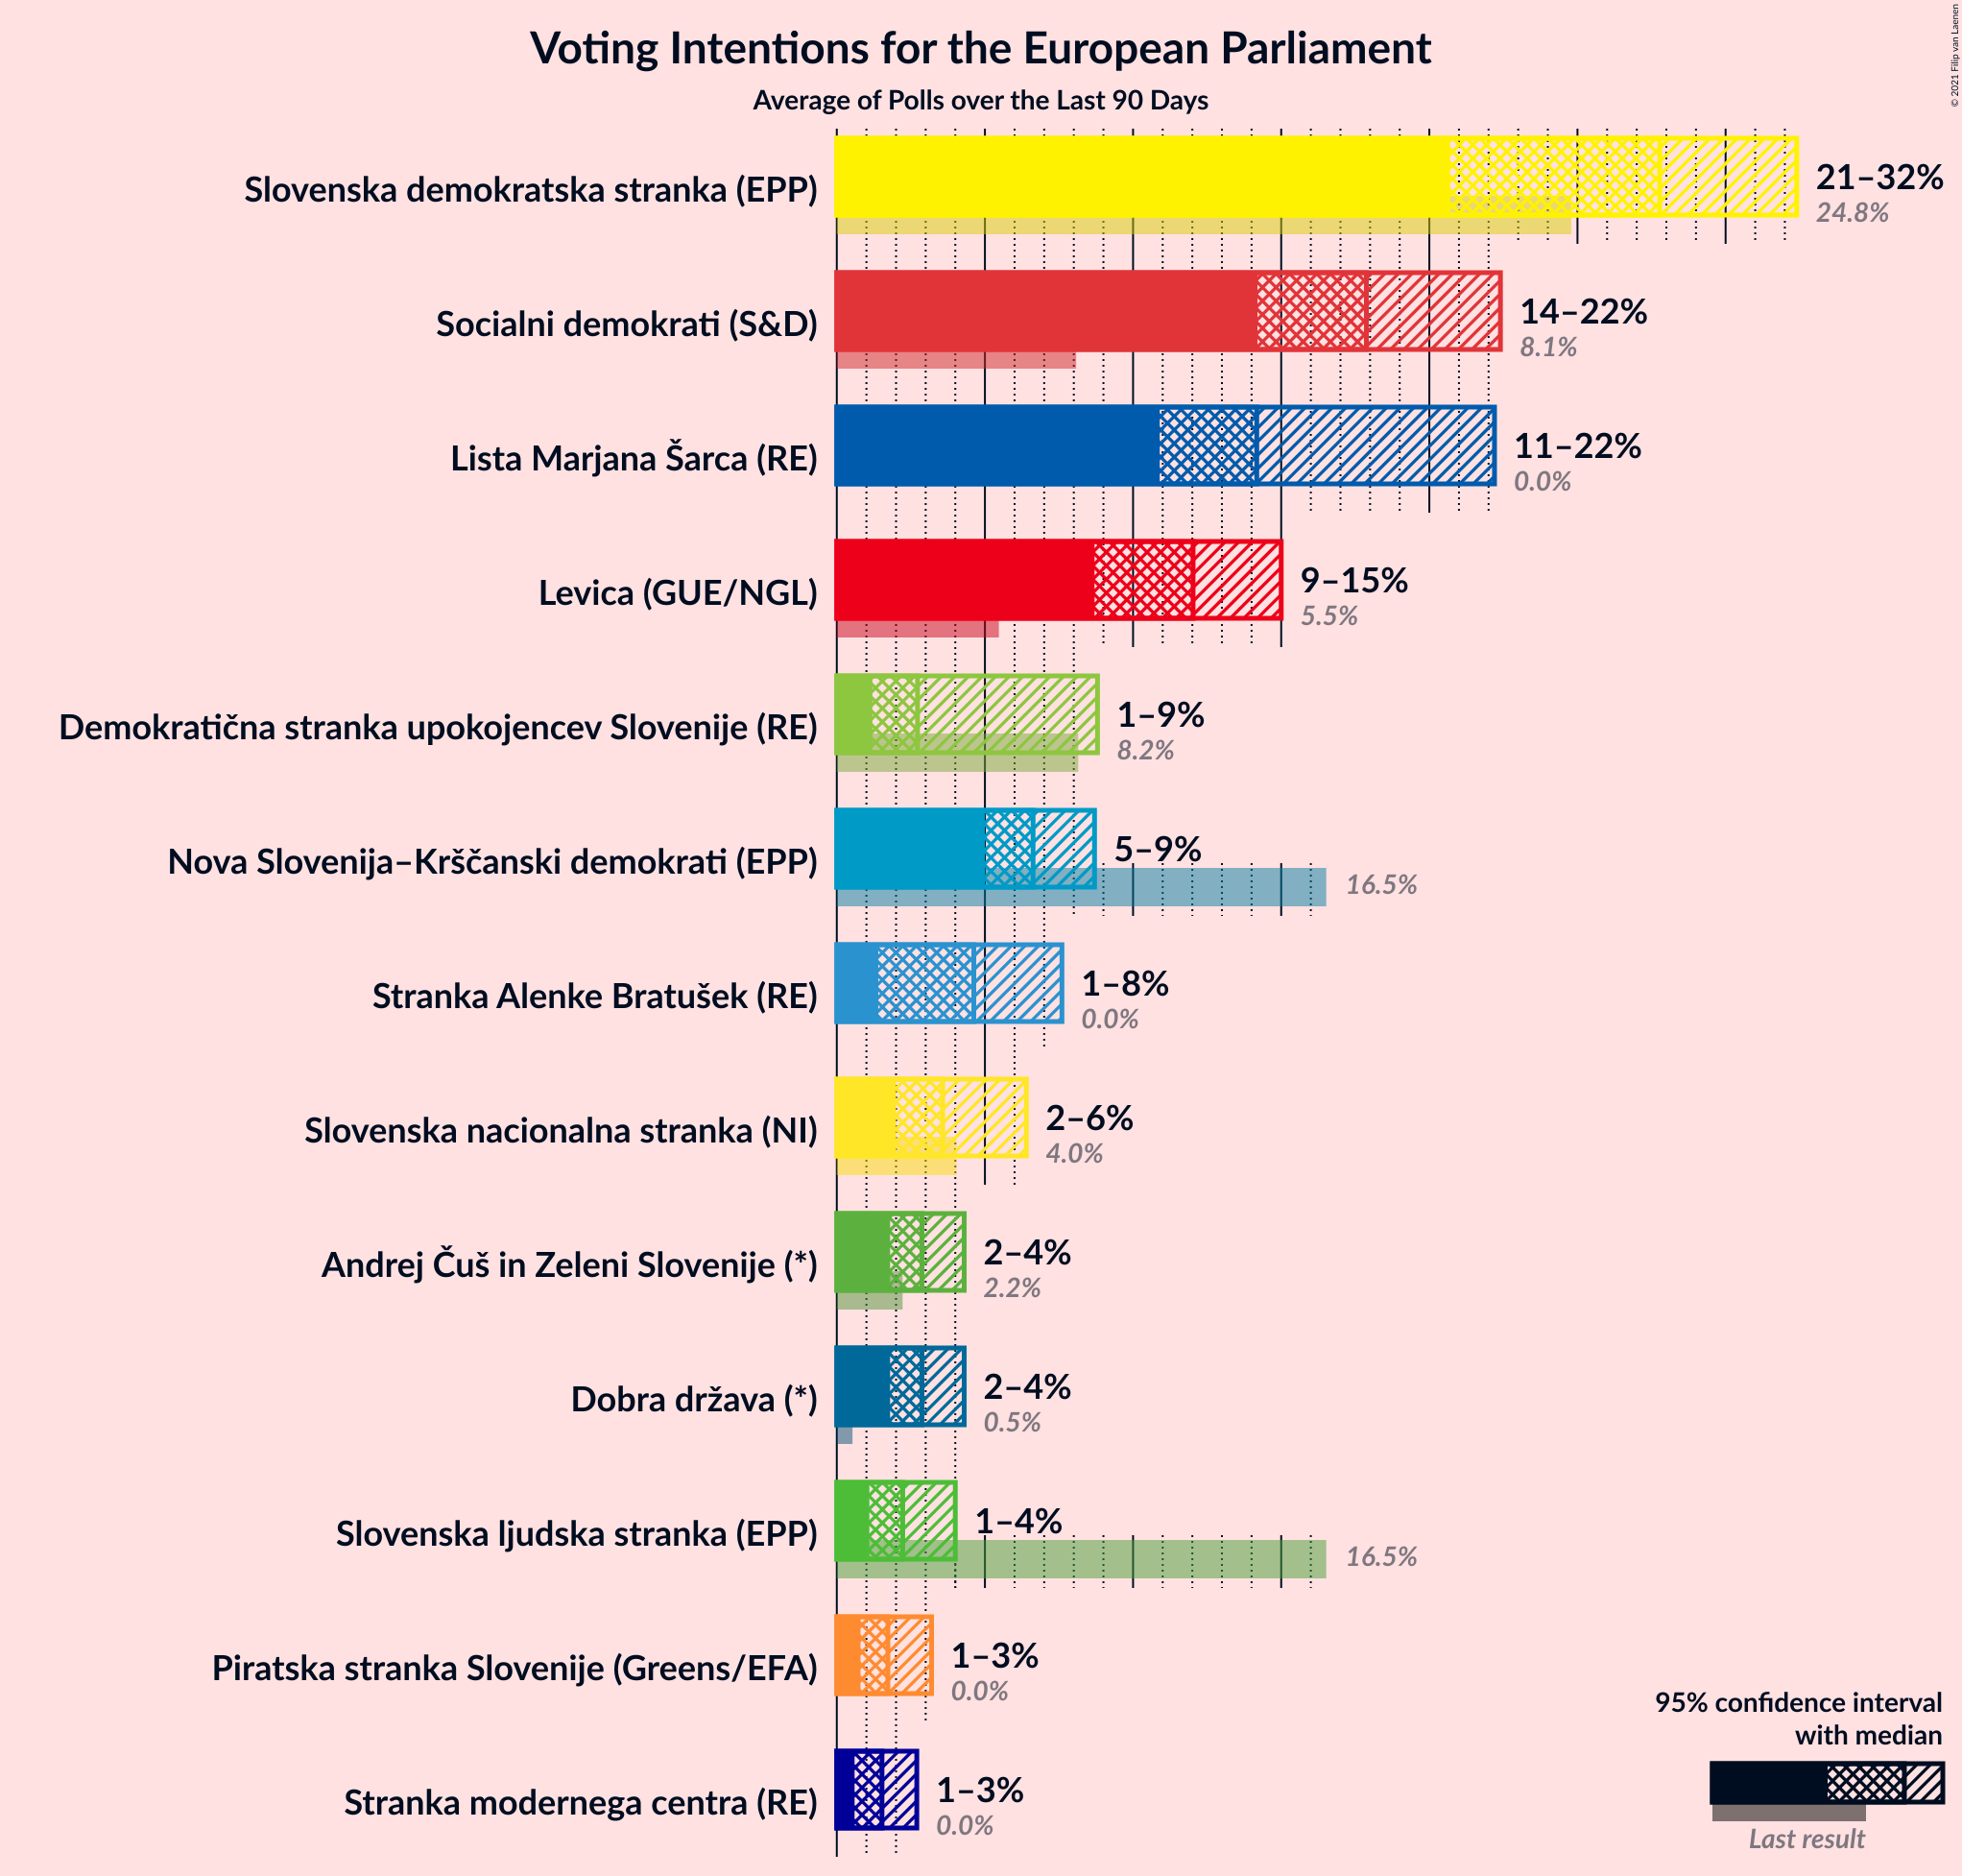 Voting Intentions for the European Parliament
Average of Polls over the Last 90 Days
© 2021 Filip van Laenen
Slovenska demokratska stranka (EPP)
21–32%
24.8%
Socialni demokrati (S&D)
14–22%
8.1%
Lista Marjana Šarca (RE)
11–22%
0.0%
Levica (GUE/NGL)
9–15%
5.5%
Demokratična stranka upokojencev Slovenije (RE)
1–9%
8.2%
Nova Slovenija–Krščanski demokrati (EPP)
5–9%
16.5%
Stranka Alenke Bratušek (RE)
1–8%
0.0%
Slovenska nacionalna stranka (NI)
2–6%
4.0%
Andrej Čuš in Zeleni Slovenije (*)
2–4%
2.2%
Dobra država (*)
2–4%
0.5%
Slovenska ljudska stranka (EPP)
1–4%
16.5%
Piratska stranka Slovenije (Greens/EFA)
1–3%
0.0%
Stranka modernega centra (RE)
1–3%
0.0%
95% confidence interval
with median
Last result